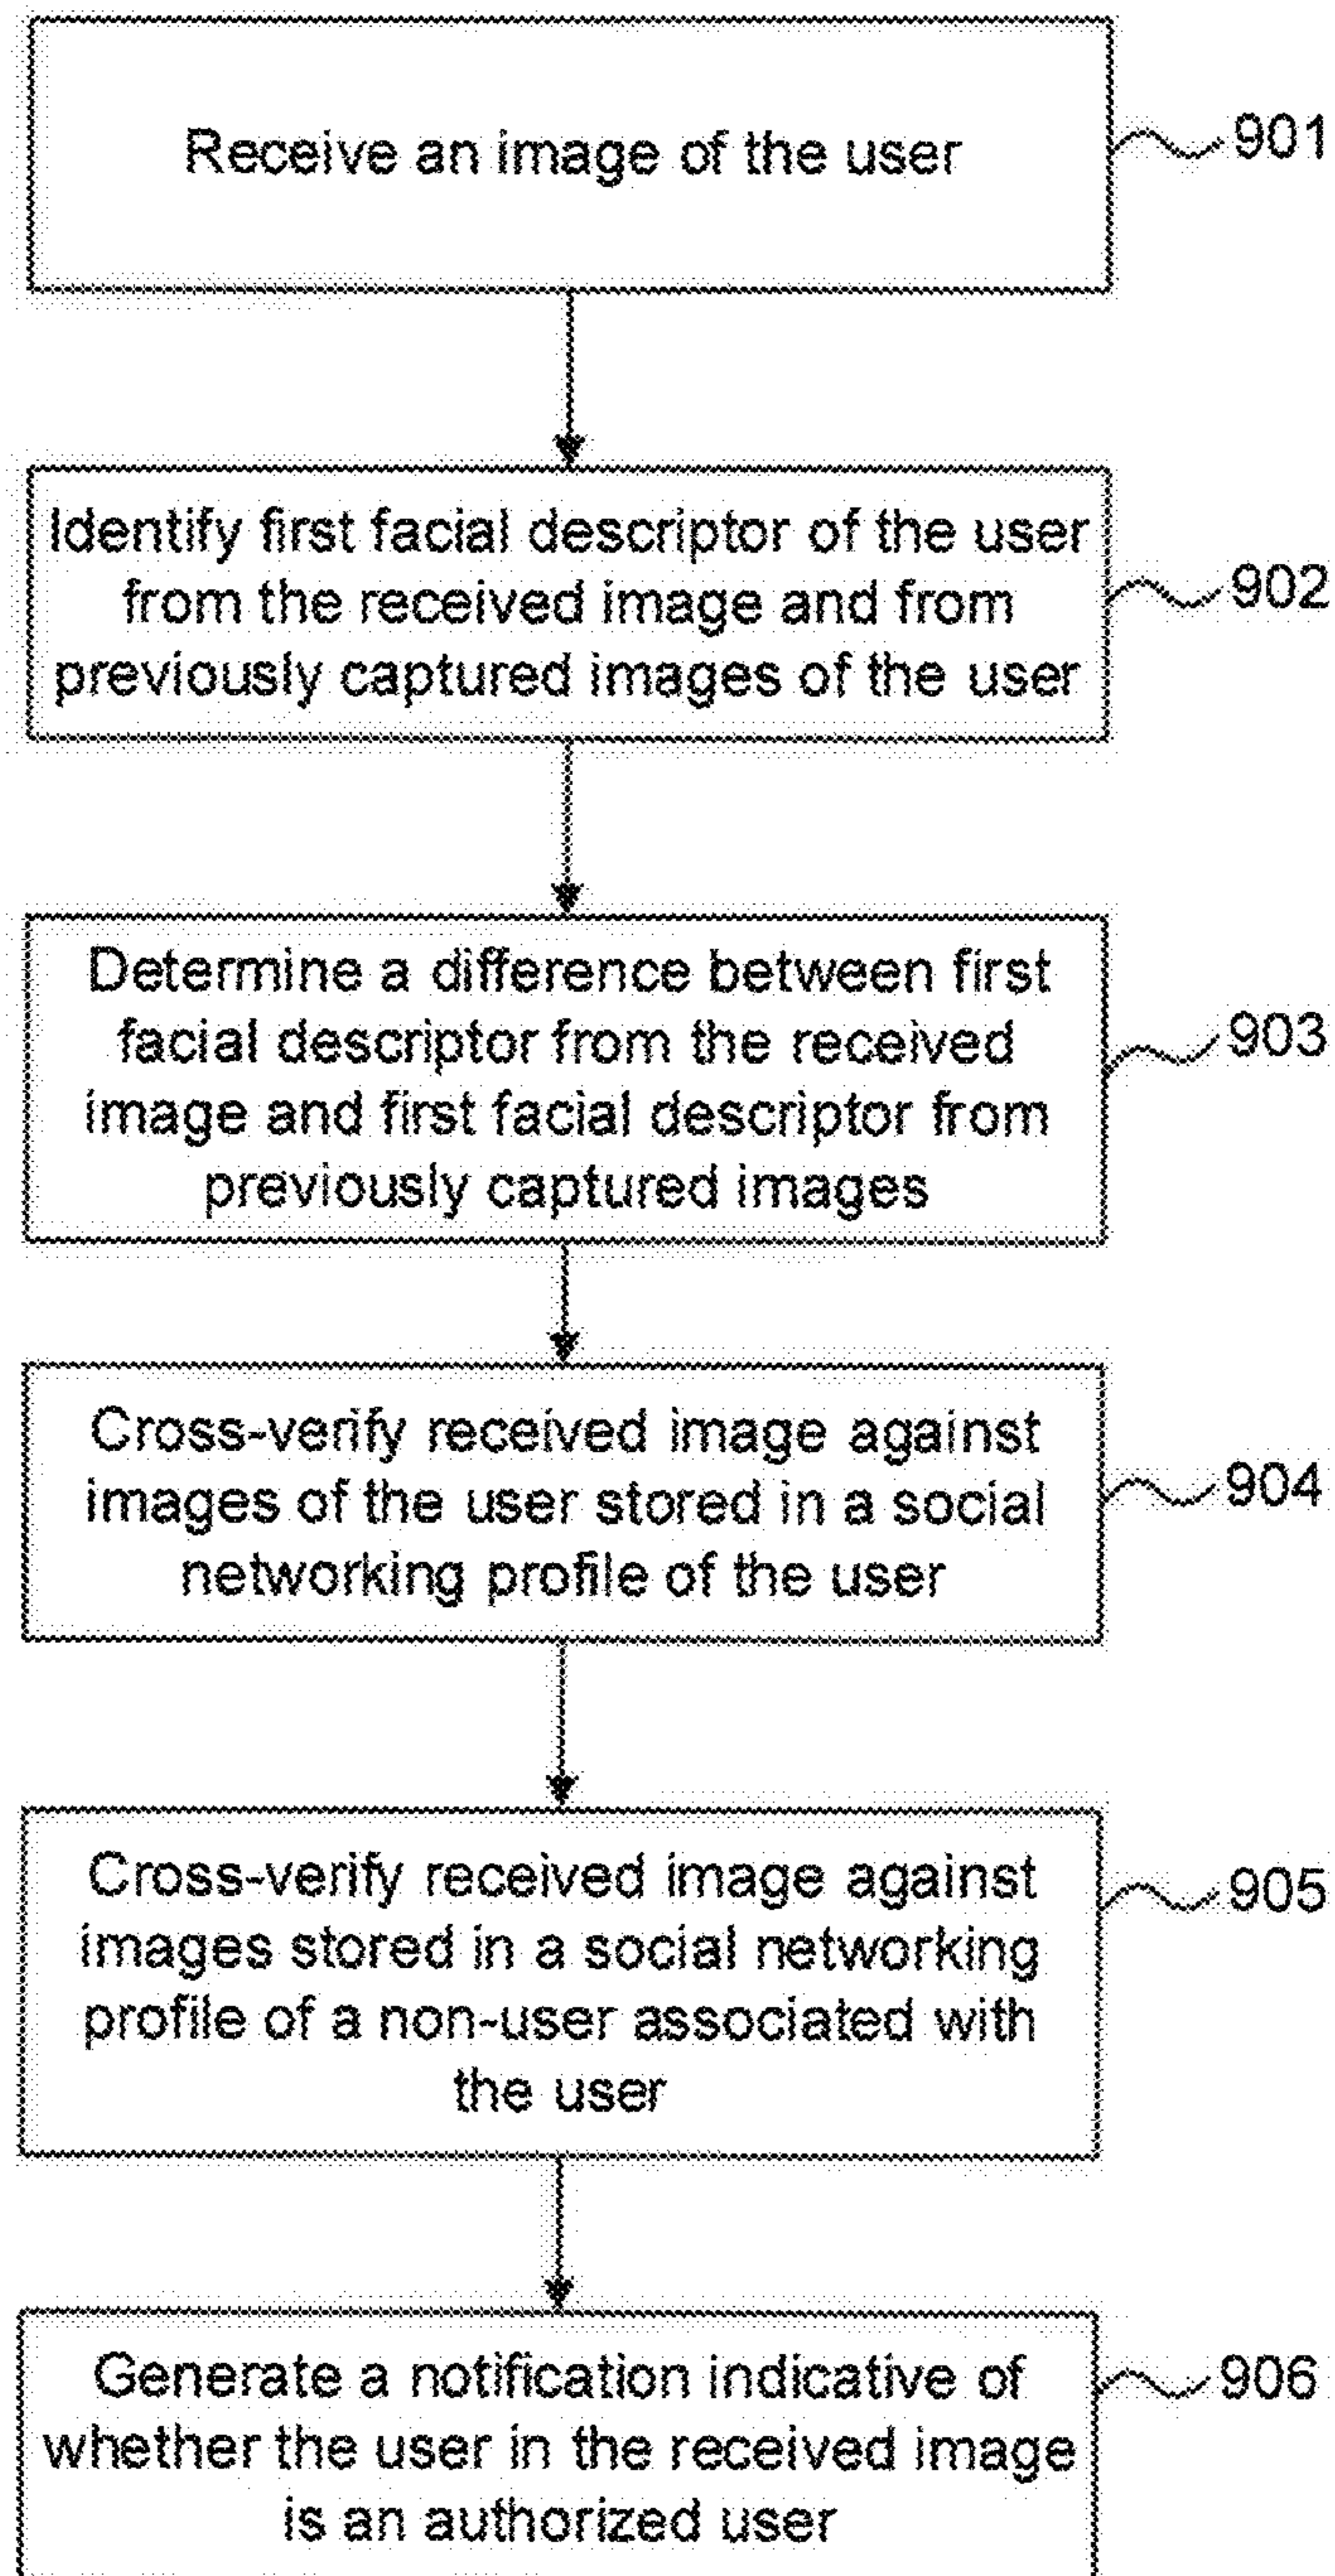 Receive an image of the user
901
Identify first facial descriptor of the user
from the received image and from
previously captured images of the user
902
Determine a difference between first
facial descriptor from the received
image and first facial descriptor from
previously captured images
903
Cross-verify received image against
images of the user stored in a social
networking profile of the user
904
Cross-verify received image against
images stored in a social networking
profile of a non-user associated with
the user
905
Generate a notification indicative of
whether the user in the received image
is an authorized user
906